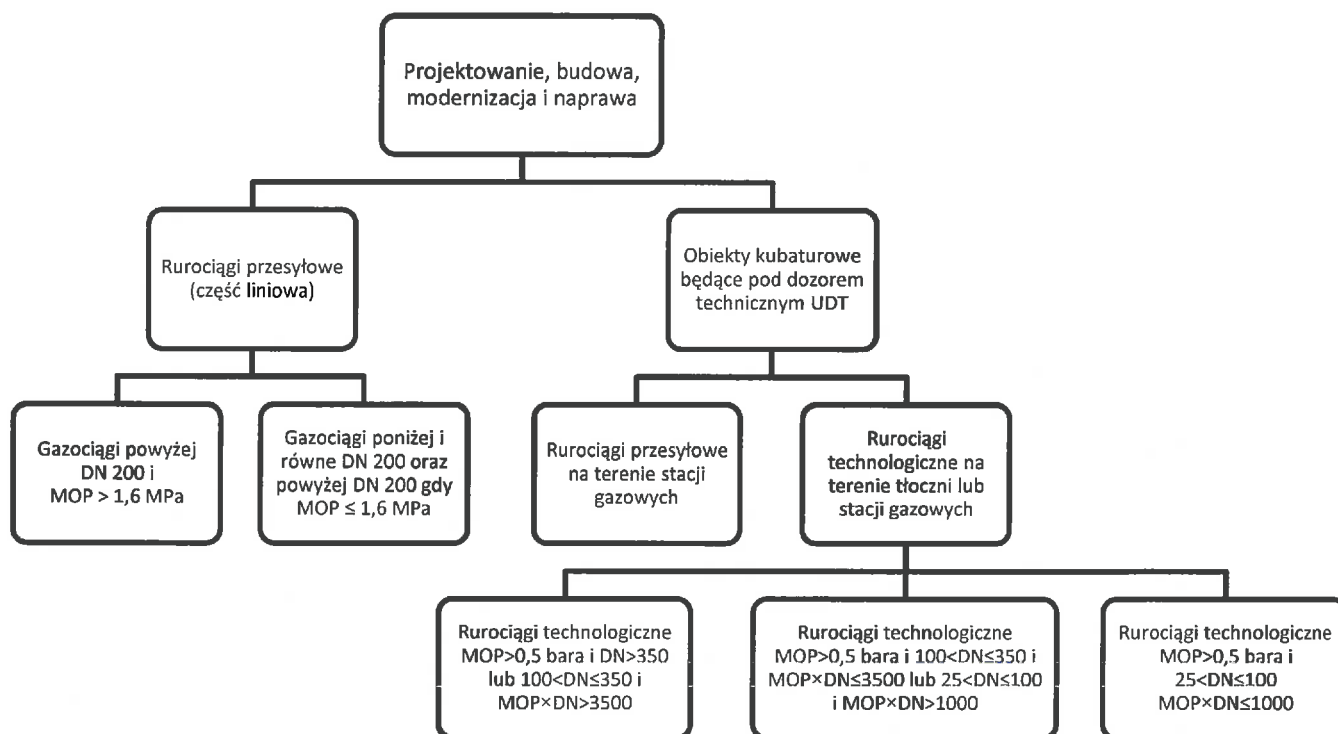 Projektowanie, budowa,
modernizacja i naprawa
Rurociągi przesyłowe
(część liniowa)
Obiekty kubaturowe
będące pod dozorem
technicznym UDT
Gazociągi powyżej
DN 200 i
MOP > 1,6 MPa
Gazociągi poniżej i
równe DN 200 oraz
powyżej DN 200 gdy
MOP ≤ 1,6 MPa
Rurociągi przesyłowe
na terenie stacji
gazowych
Rurociągi
technologiczne na
terenie tłoczni lub
stacji gazowych
Rurociągi technologiczne
MOP>0,5 bara i DN>350
lub 100<DN≤350 i
MOP×DN>3500
Rurociągi technologiczne
MOP>0,5 bara i 100<DN≤350 i
MOP×DN≤3500 lub 25<DN≤100
i MOP×DN>1000
Rurociągi technologiczne
MOP>0,5 bara i
25<DN≤100
MOP×DN≤1000